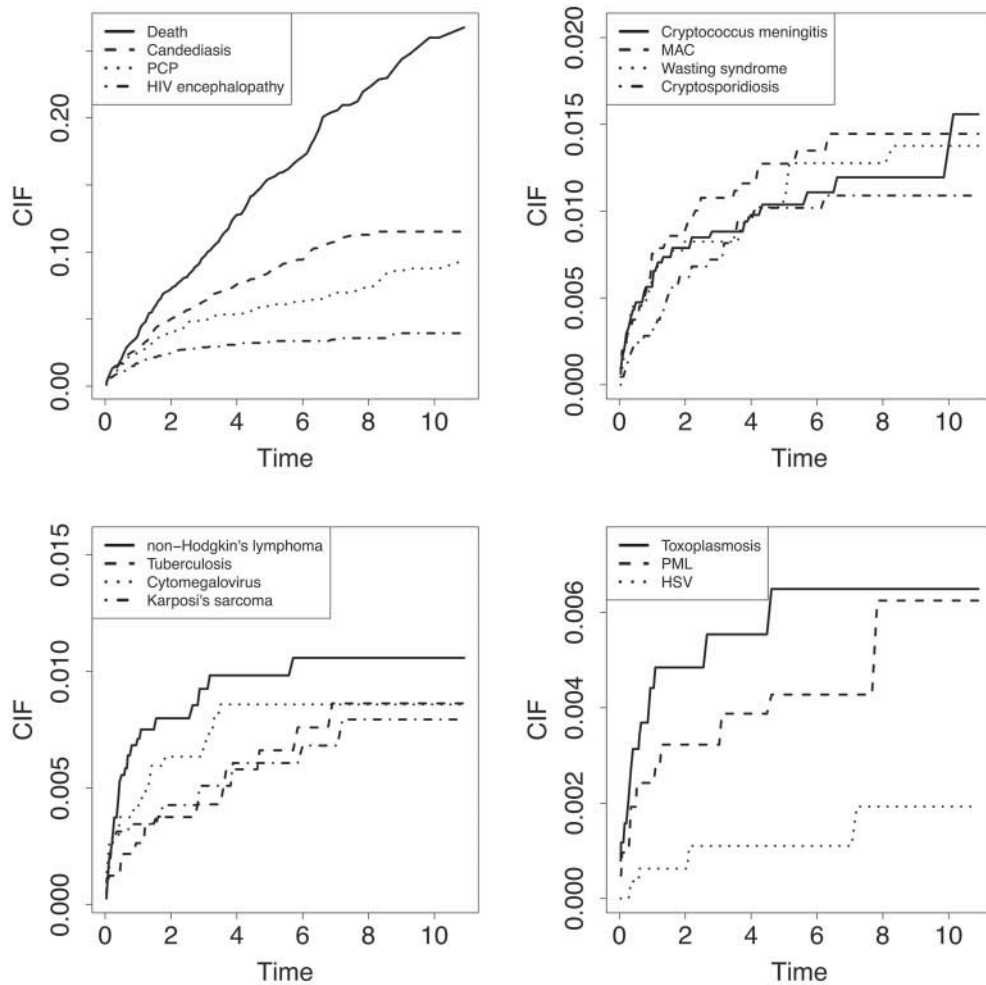 Death
Candediasis
PCP
HIV encephalopathy
CIF
0.00
0.10
0.20
0 2 4 6 8 10
Time
Cryptococcus meningitis
MAC
Wasting syndrome
Cryptosporidiosis
CIF
0.000
0.005
0.010
0.015
0.020
0 2 4 6 8 10
Time
non-Hodgkin's lymphoma
Tuberculosis
Cytomegalovirus
Karposi's sarcoma
CIF
0.000
0.005
0.010
0.015
0 2 4 6 8 10
Time
Toxoplasmosis
PML
HSV
CIF
0.000
0.002
0.004
0.006
0 2 4 6 8 10
Time